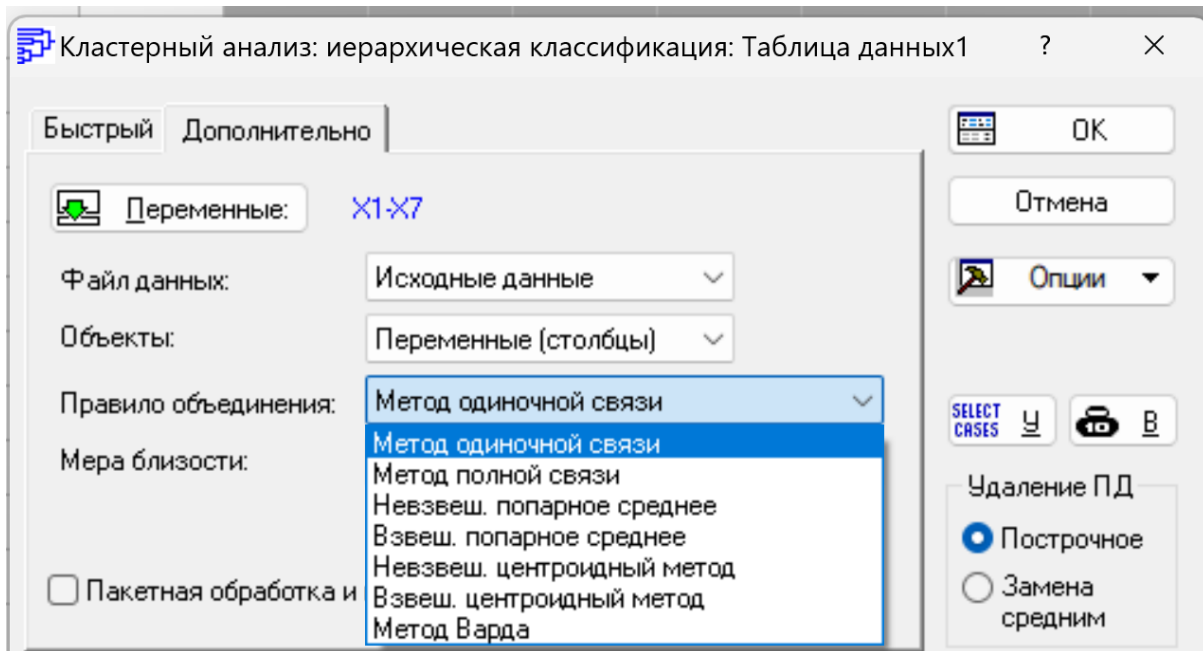 Кластерный анализ: иерархическая классификация: Таблица данных1 ?
Быстрый Дополнительно
OK
Переменные: X1-X7
Отмена
Файл данных: Исходные данные
Опции
Объекты: Переменные (столбцы)
Правило объединения: Метод одиночной связи
SELECT CASES У В
Метод одиночной связи
Мера близости:
Метод полной связи
Невзвеш. попарное среднее
Взвеш. попарное среднее
Невзвеш. центроидный метод
Взвеш. центроидный метод
Метод Варда
Пакетная обработка и
Удаление ПД
Построчное
Замена
средним